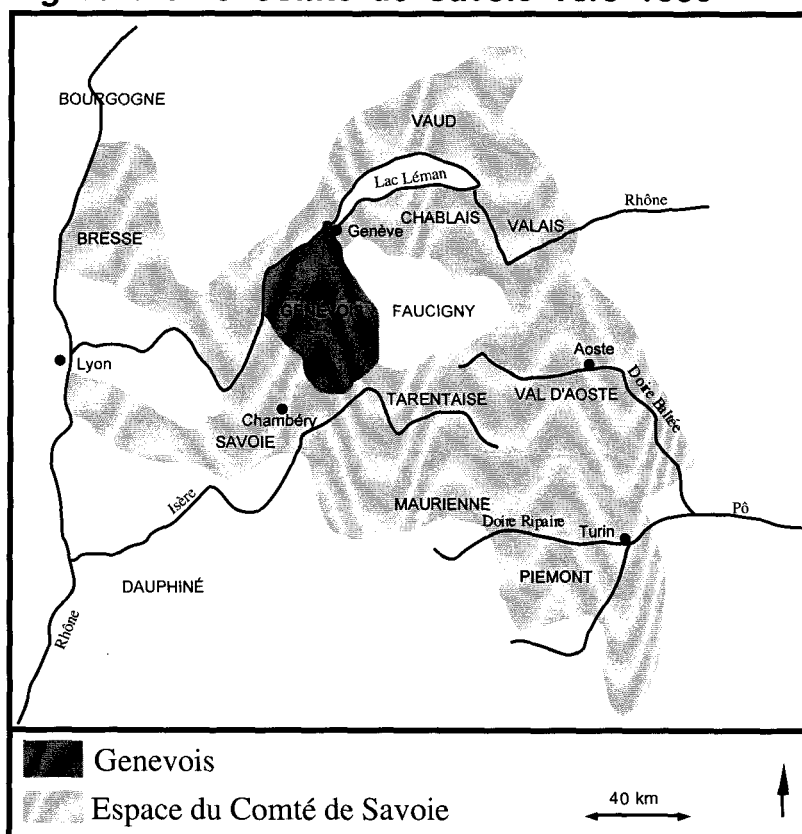 BOURGOGNE
VAUD
Lac Léman
Rhône
CHABLAIS
VALAIS
Genève
BRESSE
GENEVOIS
FAUCIGNY
Lyon
Aoste
Doire Baltée
TARENTAISE
VAL D'AOSTE
Chambéry
SAVOIE
Isère
MAURIENNE
Doire Ripaire
Turin
Pô
PIEMONT
DAUPHINÉ
Rhône
Genevois
Espace du Comté de Savoie
40 km